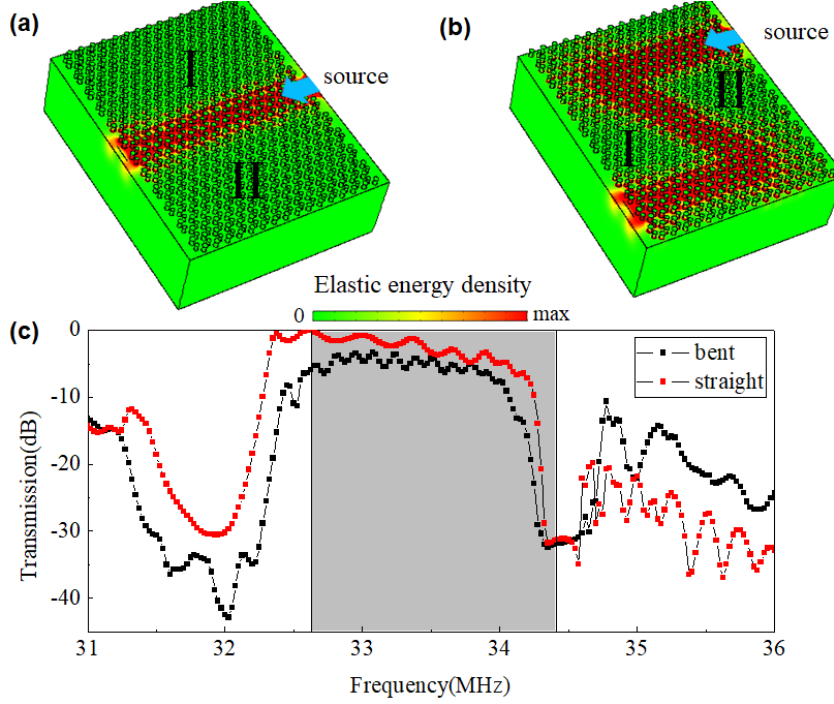 (a)
I
source
II
(b)
source
II
I
Elastic energy density
0 max
(c)
0
-10
-20
-30
-40
Transmission(dB)
bent
straight
31 32 33 34 35 36
Frequency(MHz)